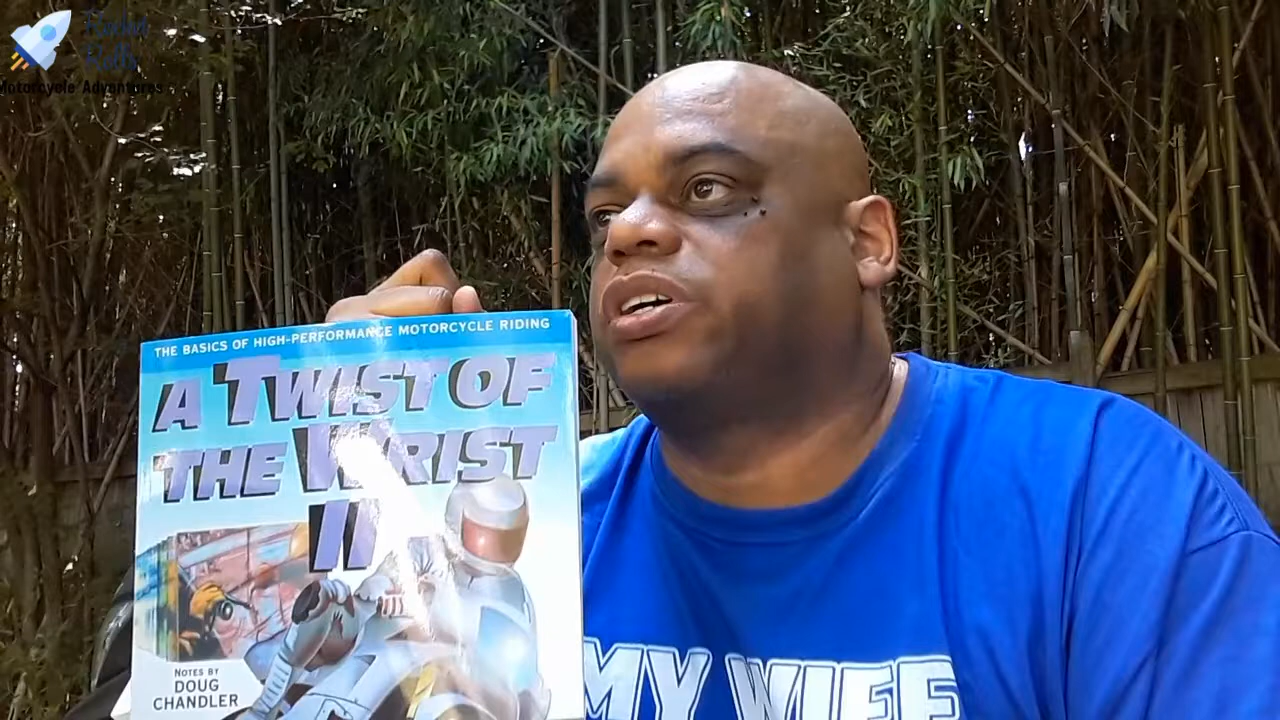 Rocket
Motorcycle Adventures
THE BASICS OF HIGH-PERFORMANCE MOTORCYCLE RIDING
A TWIST OF
THE WRIST
II
NOTES BY
DOUG
CHANDLER
MY WIFE